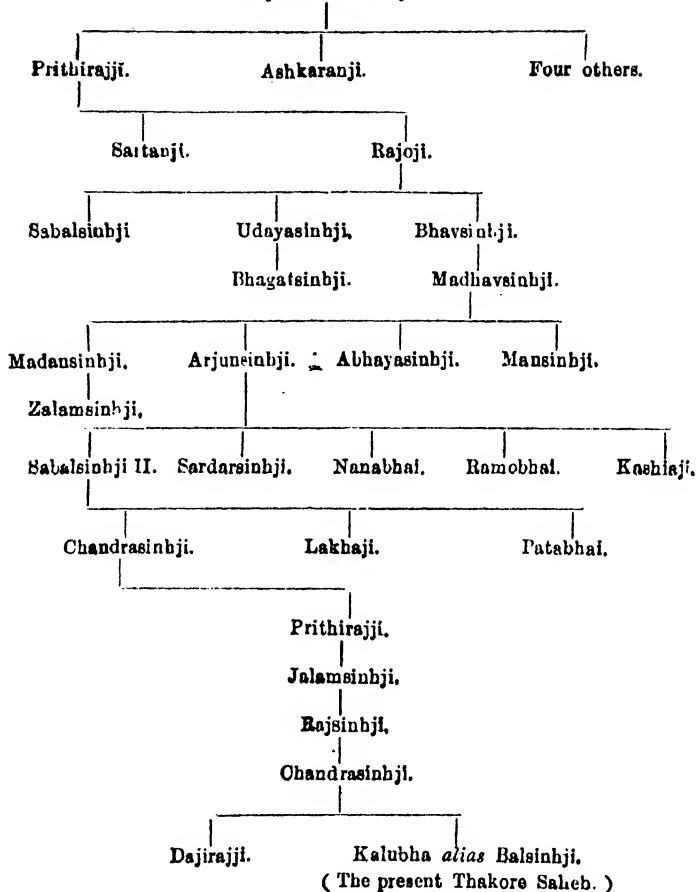 Prithirajji. Ashkaranji. Four others.
Sartanji. Rajoji.
Sabalsinhji Udayasinhji. Bhavsinhji.
Bhagatsinhji. Madhavsinhji.
Madansinhji. Arjunsinhji. Abhayasinhji. Mansinhji.
Zalamsinhji.
Sabalsinhji II. Sardarsinhji. Nanabhai. Ramobhai. Kashiaji.
Chandrasinhji. Lakhaji. Patabhai.
Prithirajji.
Jalamsinhji.
Rajsinhji.
Chandrasinhji.
Dajirajji. Kalubha alias Balsinhji.
( The present Thakore Saheb. )